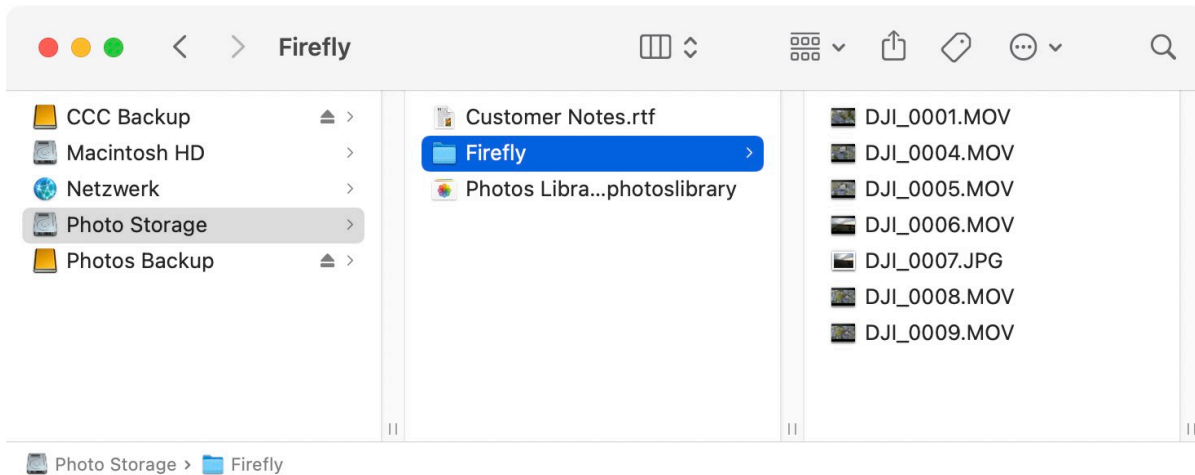 Firefly
CCC Backup
Macintosh HD
Netzwerk
Photo Storage
Photos Backup
Customer Notes.rtf
Firefly
Photos Libra...photoslibrary
DJI_0001.MOV
DJI_0004.MOV
DJI_0005.MOV
DJI_0006.MOV
DJI_0007.JPG
DJI_0008.MOV
DJI_0009.MOV
Photo Storage › Firefly